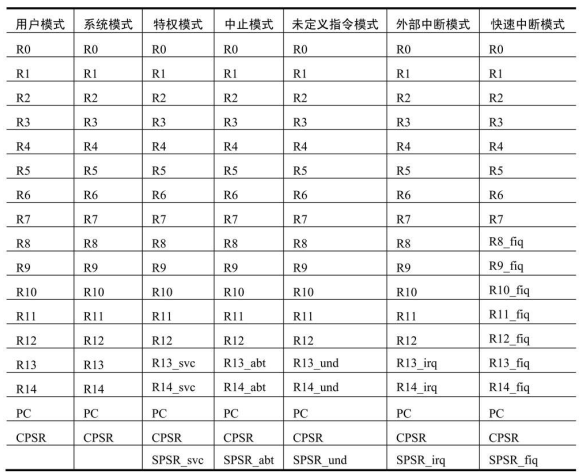 用户模式 系统模式 特权模式 中止模式 未定义指令模式 外部中断模式 快速中断模式
R0 R0 R0 R0 R0 R0 R0
R1 R1 R1 R1 R1 R1 R1
R2 R2 R2 R2 R2 R2 R2
R3 R3 R3 R3 R3 R3 R3
R4 R4 R4 R4 R4 R4 R4
R5 R5 R5 R5 R5 R5 R5
R6 R6 R6 R6 R6 R6 R6
R7 R7 R7 R7 R7 R7 R7
R8 R8 R8 R8 R8 R8 R8_fiq
R9 R9 R9 R9 R9 R9 R9_fiq
R10 R10 R10 R10 R10 R10 R10_fiq
R11 R11 R11 R11 R11 R11 R11_fiq
R12 R12 R12 R12 R12 R12 R12_fiq
R13 R13 R13_svc R13_abt R13_und R13_irq R13_fiq
R14 R14 R14_svc R14_abt R14_und R14_irq R14_fiq
PC PC PC PC PC PC PC
CPSR CPSR CPSR CPSR CPSR CPSR CPSR
SPSR_svc SPSR_abt SPSR_und SPSR_irq SPSR_fiq